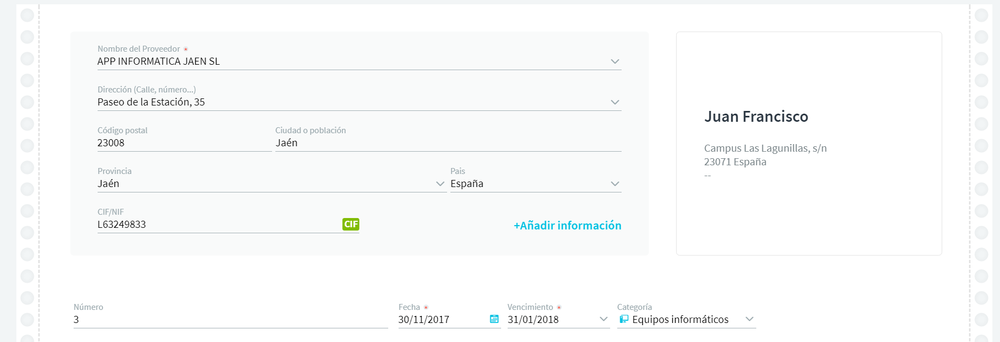 Nombre del Proveedor *
APP INFORMATICA JAEN SL
Dirección (Calle, número...)
Paseo de la Estación, 35
Código postal
23008
Ciudad o población
Jaén
Provincia
Jaén
Pais
España
CIF/NIF
L63249833
CIF
+Añadir información
Juan Francisco
Campus Las Lagunillas, s/n
23071 España
--
Número
3
Fecha *
30/11/2017
Vencimiento *
31/01/2018
Categoría
Equipos informáticos